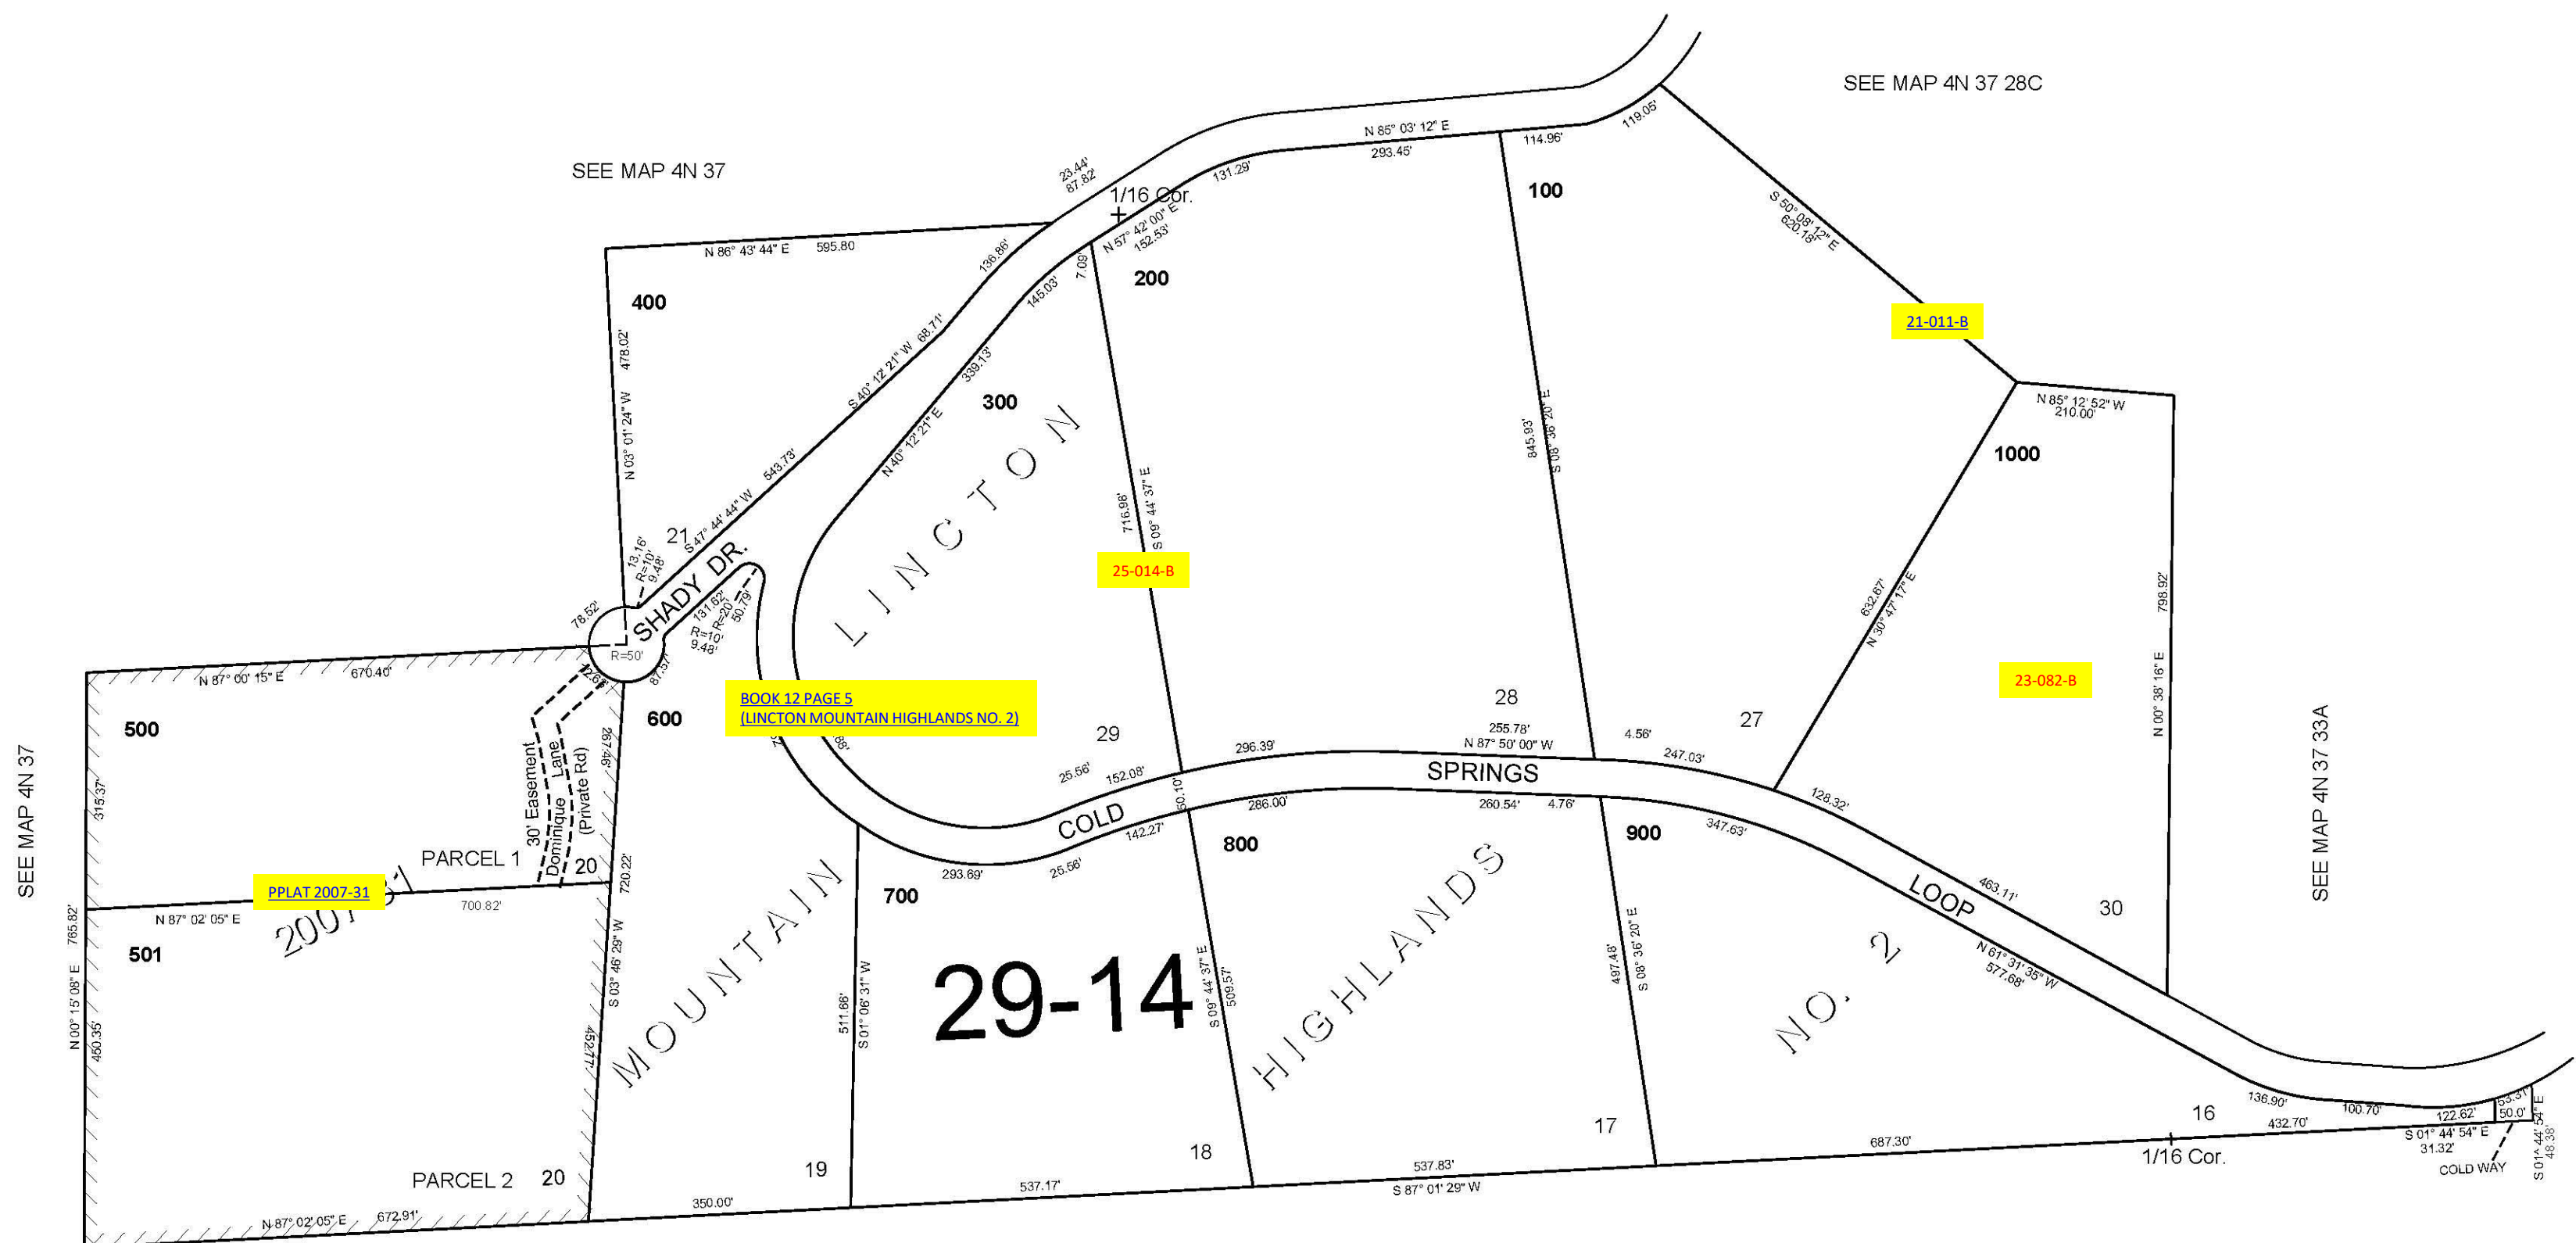 SEE MAP 4N 37 28C
SEE MAP 4N 37
SEE MAP 4N 37
SEE MAP 4N 37 33A
N 85° 03' 12" E
293.45'
114.96'
119.05'
131.29'
23.44'
87.82'
1/16 Cor.
N 57° 42' 00" E
152.53'
7.09'
100
200
S 50° 08' 12" E
620.18'
21-011-B
N 86° 43' 44" E
595.80
136.86'
145.03'
400
478.02'
N 03° 01' 24" W
S 40° 12' 21" W
68.71'
339.13'
N 40° 12' 21" E
300
543.73'
S 47° 44' 44" W
LINCTON
716.98'
S 09° 44' 37" E
25-014-B
845.93'
S 08° 36' 20" E
N 85° 12' 52" W
210.00'
1000
632.67'
N 30° 47' 17" E
798.92'
N 00° 38' 16" E
23-082-B
21
13.16'
R=10'
9.48'
SHADY DR.
78.52'
R=50'
131.62'
R=20'
50.79'
R=10'
9.48'
87.57'
N 87° 00' 15" E
670.40'
500
315.37'
30' Easement
Dominique Lane
(Private Rd)
267.46'
600
BOOK 12 PAGE 5
(LINCTON MOUNTAIN HIGHLANDS NO. 2)
29
28
27
255.78'
N 87° 50' 00" W
4.56'
247.03'
296.39'
25.56'
152.08'
SPRINGS
COLD
LOOP
286.00'
260.54'
4.76'
142.27'
25.56'
293.69'
128.32'
347.63'
463.11'
N 61° 31' 35" W
577.68'
30
PARCEL 1
20
PPLAT 2007-31
N 87° 02' 05" E
700.82'
720.22'
S 03° 46' 29" W
501
765.82'
N 00° 15' 08" E
450.35'
452.77'
MOUNTAIN
700
800
900
29-14
511.66'
S 01° 06' 31" W
S 09° 44' 37" E
509.57'
HIGHLANDS
497.48'
S 08° 36' 20" E
NO. 2
PARCEL 2
20
N 87° 02' 05" E
672.91'
19
350.00'
18
537.17'
17
537.83'
S 87° 01' 29" W
687.30'
16
1/16 Cor.
136.90'
100.70'
432.70'
122.62'
53.37'
50.0'
S 01° 44' 54" E
31.32'
COLD WAY
S 01° 44' 54" E
48.38'